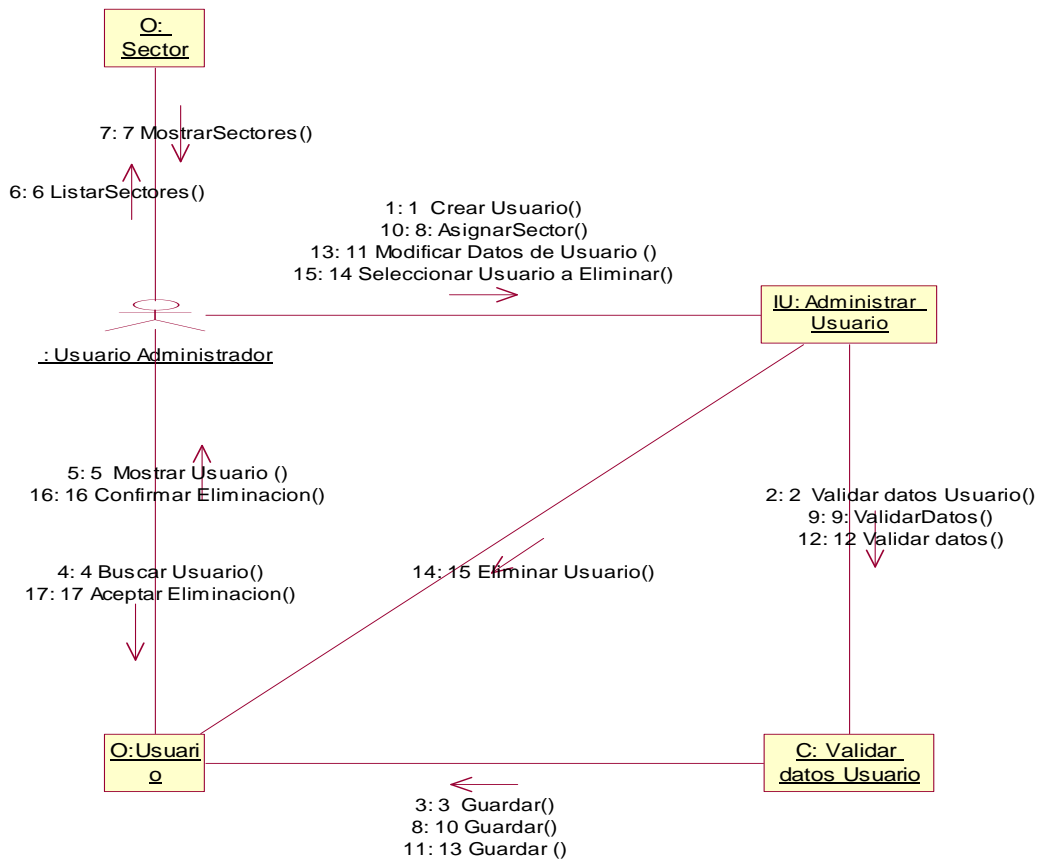 O:
Sector
7: 7 MostrarSectores()
6: 6 ListarSectores()
1: 1  Crear Usuario()
10: 8: AsignarSector()
13: 11 Modificar Datos de Usuario ()
15: 14 Seleccionar Usuario a Eliminar()
IU: Administrar
Usuario
: Usuario Administrador
5: 5  Mostrar Usuario ()
16: 16 Confirmar Eliminacion()
2: 2  Validar datos Usuario()
9: 9: ValidarDatos()
12: 12 Validar datos()
4: 4 Buscar Usuario()
17: 17 Aceptar Eliminacion()
14: 15 Eliminar Usuario()
O:Usuari
o
C: Validar
datos Usuario
3: 3  Guardar()
8: 10 Guardar()
11: 13 Guardar ()